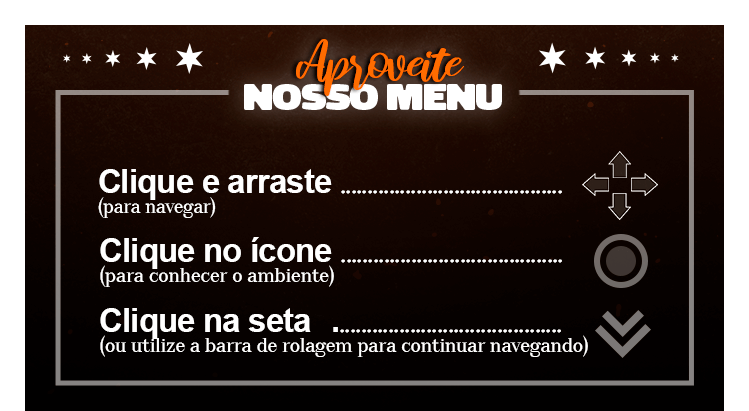 Aproveite
NOSSO MENU
Clique e arraste ............................................
(para navegar)
Clique no ícone ............................................
(para conhecer o ambiente)
Clique na seta .............................................
(ou utilize a barra de rolagem para continuar navegando)